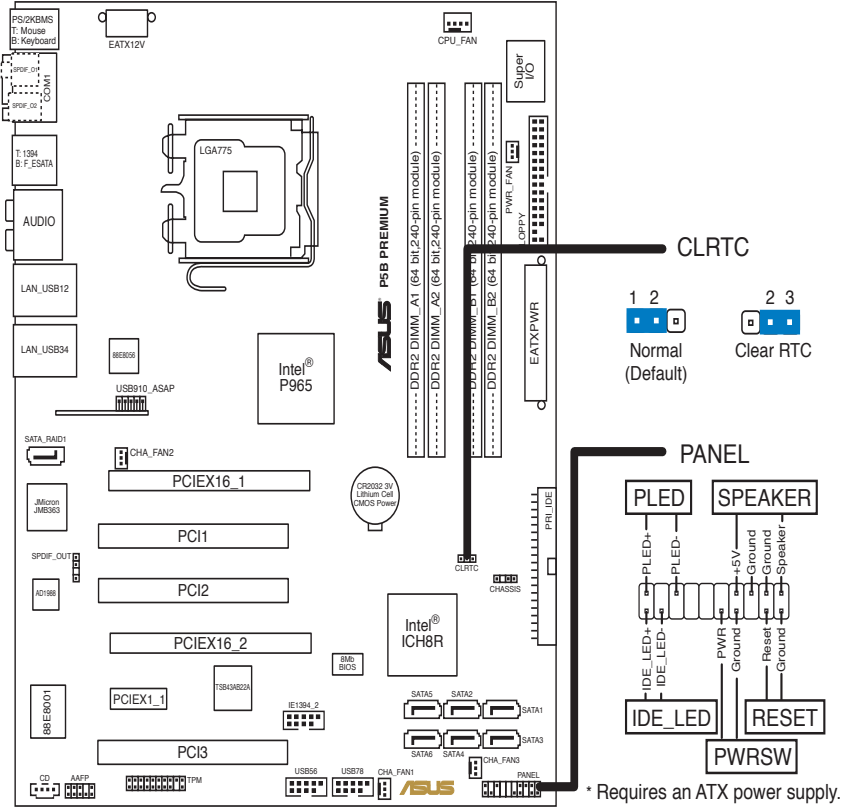 PS/2KBMS
T: Mouse
B: Keyboard
EATX12V
CPU_FAN
Super
I/O
SPDIF_O1
SPDIF_O2
COM1
LGA775
T: 1394
B: F_ESATA
AUDIO
LAN_USB12
LAN_USB34
88E8056
USB910_ASAP
Intel®
P965
ASUS® P5B PREMIUM
DDR2 DIMM_A1 (64 bit,240-pin module)
DDR2 DIMM_A2 (64 bit,240-pin module)
DDR2 DIMM_B1 (64 bit,240-pin module)
DDR2 DIMM_B2 (64 bit,240-pin module)
PWR_FAN
LOPPY
EATXPWR
CLRTC
1 2
2 3
Normal
(Default)
Clear RTC
SATA_RAID1
CHA_FAN2
PCIEX16_1
JMicron
JMB363
PCI1
CR2032 3V
Lithium Cell
CMOS Power
PRI_IDE
SPDIF_OUT
CLRTC
CHASSIS
AD1988
PCI2
PCIEX16_2
Intel®
ICH8R
8Mb
BIOS
TSB43AB22A
PCIEX1_1
88E8001
IE1394_2
SATA5
SATA2
SATA1
SATA6
SATA4
SATA3
PCI3
CHA_FAN3
CD
AAFP
TPM
USB56
USB78
CHA_FAN1
ASUS
PANEL
PANEL
PLED
SPEAKER
PLED+
PLED-
+5V
Ground
Ground
Speaker
IDE_LED+
IDE_LED-
PWR
Ground
Reset
Ground
IDE_LED
RESET
PWRSW
* Requires an ATX power supply.